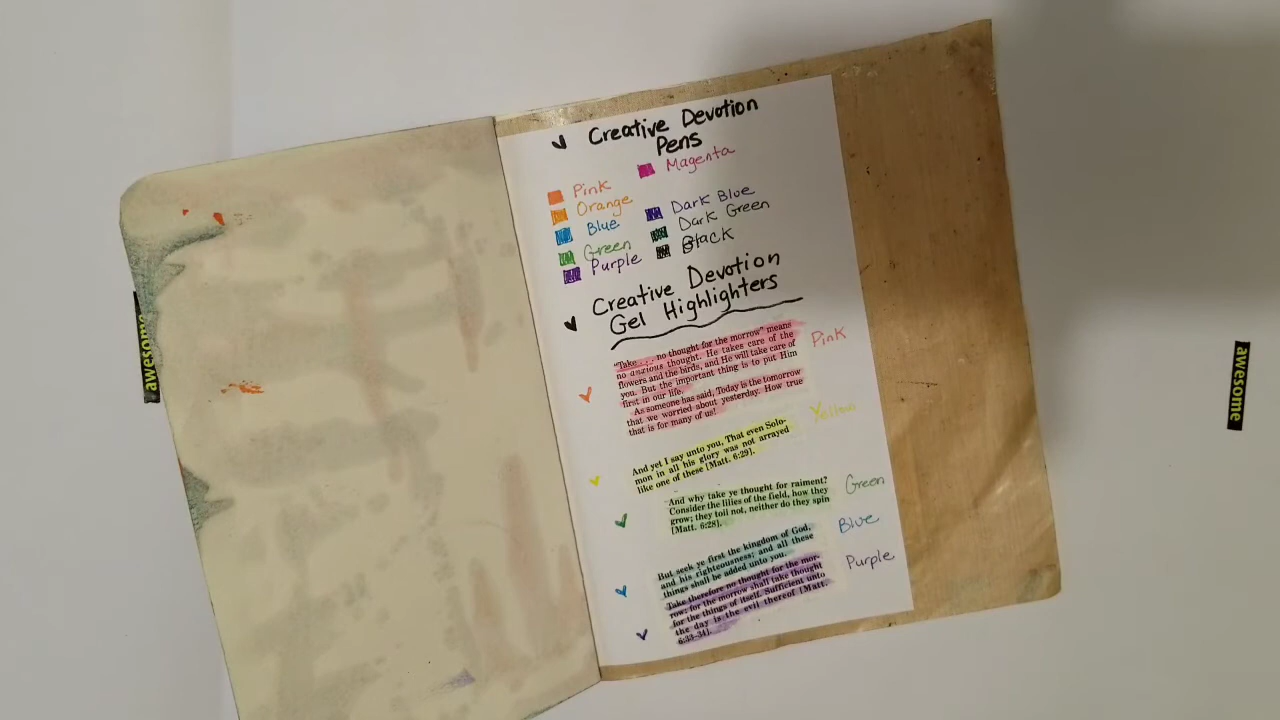 Creative Devotion
Pens
Magenta
Pink
Orange
Blue
Green
Purple
Dark Blue
Dark Green
Black
Creative Devotion
Gel Highlighters
"Take . . . no thought for the morrow" means
no anxious thought. He takes care of the
flowers and the birds, and He will take care of
you. But the important thing is to put Him
first in our life.
As someone has said, Today is the tomorrow
that we worried about yesterday. How true
that is for many of us!
Pink
And yet I say unto you, That even Solo-
mon in all his glory was not arrayed
like one of these [Matt. 6:29].
Yellow
And why take ye thought for raiment?
Consider the lilies of the field, how they
grow; they toil not, neither do they spin
[Matt. 6:28].
Green
But seek ye first the kingdom of God,
and his righteousness; and all these
things shall be added unto you.
Blue
Take therefore no thought for the mor-
row: for the morrow shall take thought
for the things of itself. Sufficient unto
the day is the evil thereof [Matt.
6:33-34].
Purple
awesome
awesome